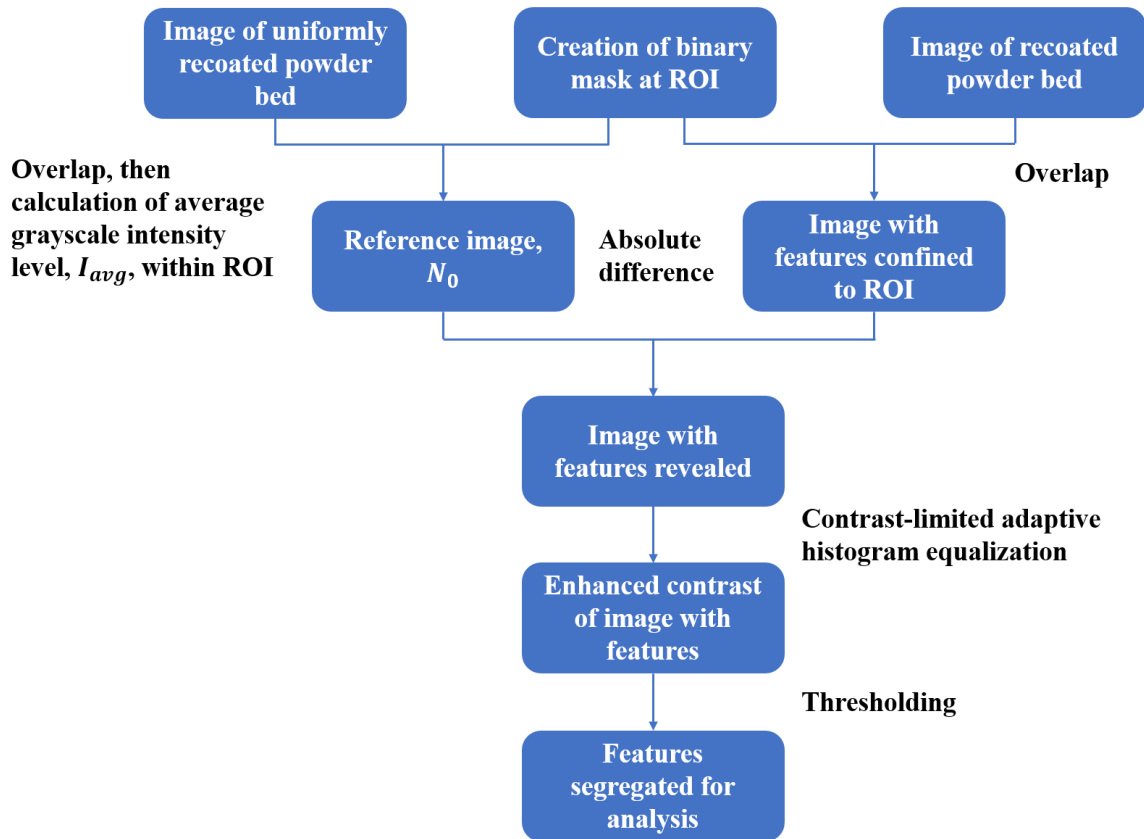 Image of uniformly
recoated powder
bed
Creation of binary
mask at ROI
Image of recoated
powder bed
Overlap, then
calculation of average
grayscale intensity
level, I_avg, within ROI
Overlap
Reference image,
N_0
Absolute
difference
Image with
features confined
to ROI
Image with
features revealed
Contrast-limited adaptive
histogram equalization
Enhanced contrast
of image with
features
Thresholding
Features
segregated for
analysis